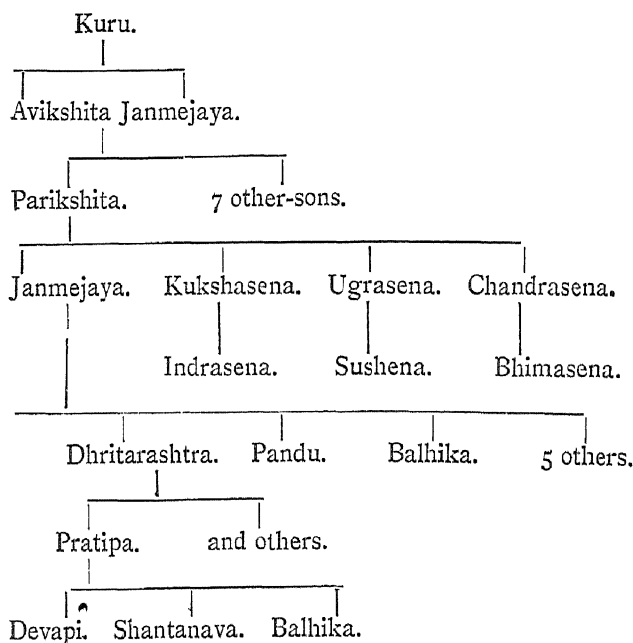 Kuru.
Avikshita Janmejaya.
Parikshita. 7 other-sons.
Janmejaya. Kukshasena. Ugrasena. Chandrasena.
Indrasena. Sushena. Bhimasena.
Dhritarashtra. Pandu. Balhika. 5 others.
Pratipa. and others.
Devapi. Shantanava. Balhika.